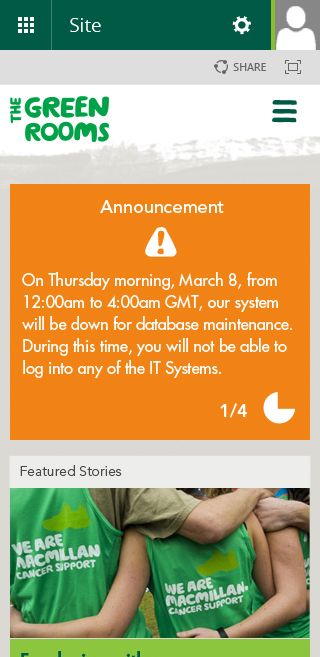 Site
SHARE
THE GREEN
ROOMS
Announcement
On Thursday morning, March 8, from
12:00am to 4:00am GMT, our system
will be down for database maintenance.
During this time, you will not be able to
log into any of the IT Systems.
1/4
Featured Stories
WE ARE
MACMILLAN
CANCER SUPPORT
WE ARE
MACMILLAN.
CANCER SUPPORT